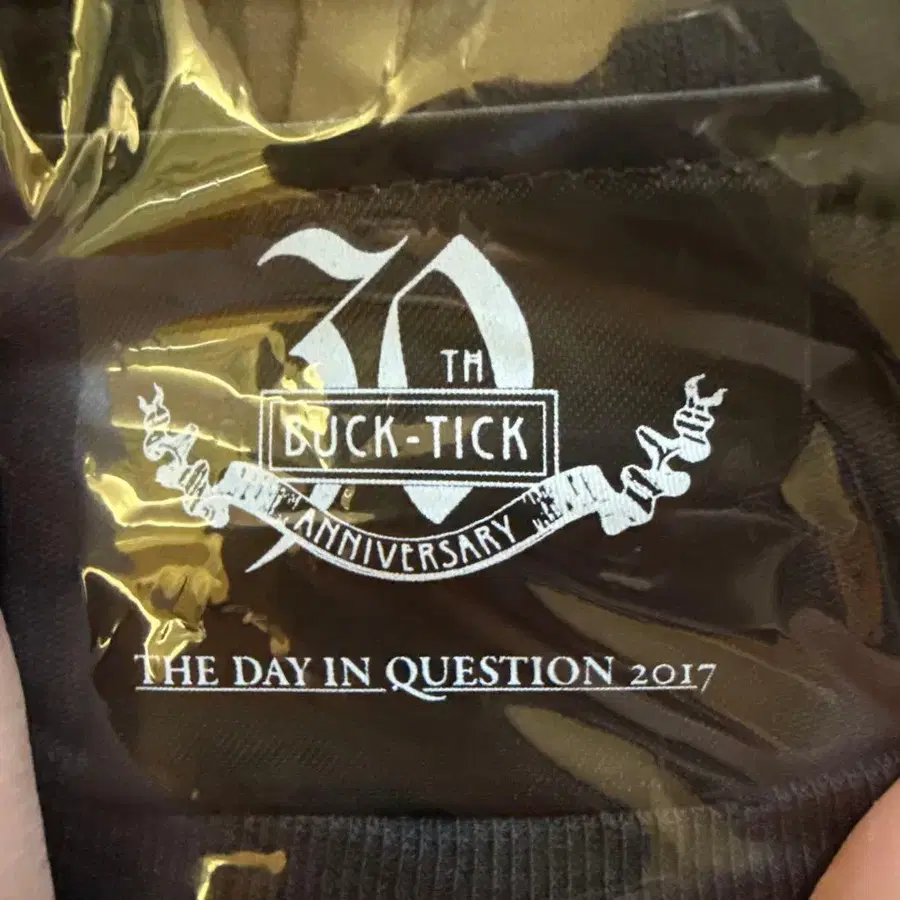 30
TH
BUCK-TICK
ANNIVERSARY
THE DAY IN QUESTION 2017